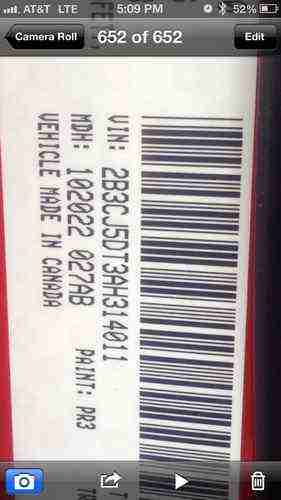 AT&T LTE 5:09 PM 52%
Camera Roll 652 of 652 Edit
VIN: 2B3CJ5DT3AH314011
MDH: 102022 027AB PAINT: PR3
VEHICLE MADE IN CANADA